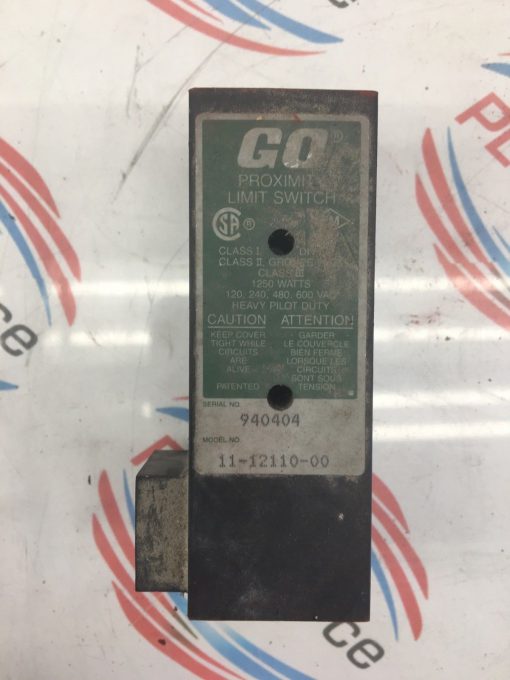 GO®
PROXIMIT
LIMIT SWITCH
SA ®
CLASS I
CLASS II, GROUPS
CLASS III
1250 WATTS
120, 240, 480, 600 VAC
HEAVY PILOT DUTY
CAUTION ATTENTION
KEEP COVER
TIGHT WHILE
CIRCUITS
ARE
ALIVE
GARDER
LE COUVERCLE
BIEN FERME
LORSQUE LES
CIRCUITS
SONT SOUS
TENSION
PATENTED
SERIAL NO.
940404
MODEL NO.
11-12110-00